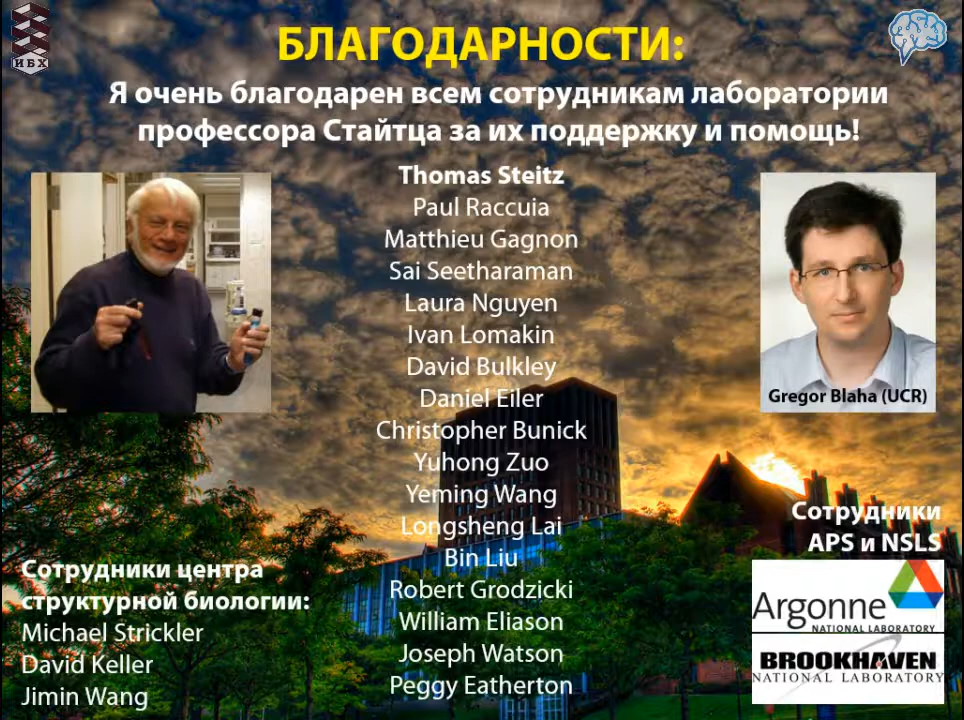 ИБХ
БЛАГОДАРНОСТИ:
Я очень благодарен всем сотрудникам лаборатории
профессора Стайтца за их поддержку и помощь!
Thomas Steitz
Paul Raccuia
Matthieu Gagnon
Sai Seetharaman
Laura Nguyen
Ivan Lomakin
David Bulkley
Daniel Eiler
Christopher Bunick
Yuhong Zuo
Yeming Wang
Longsheng Lai
Bin Liu
Robert Grodzicki
William Eliason
Joseph Watson
Peggy Eatherton
Gregor Blaha (UCR)
Сотрудники центра
структурной биологии:
Michael Strickler
David Keller
Jimin Wang
Сотрудники
APS и NSLS
Argonne
NATIONAL LABORATORY
BROOKHAVEN
NATIONAL LABORATORY